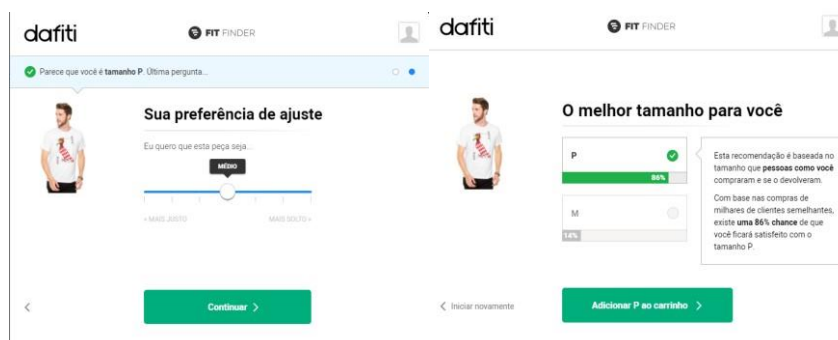 dafiti
FIT FINDER
Parece que você é tamanho P. Última pergunta...
Sua preferência de ajuste
Eu quero que esta peça seja...
MÉDIO
« MAIS JUSTO
MAIS SOLTO »
Continuar
dafiti
FIT FINDER
O melhor tamanho para você
P
86%
M
14%
Esta recomendação é baseada no
tamanho que pessoas como você
compraram e se o devolveram.
Com base nas compras de
milhares de clientes semelhantes,
existe uma 86% chance de que
você ficará satisfeito com o
tamanho P.
Iniciar novamente
Adicionar P ao carrinho